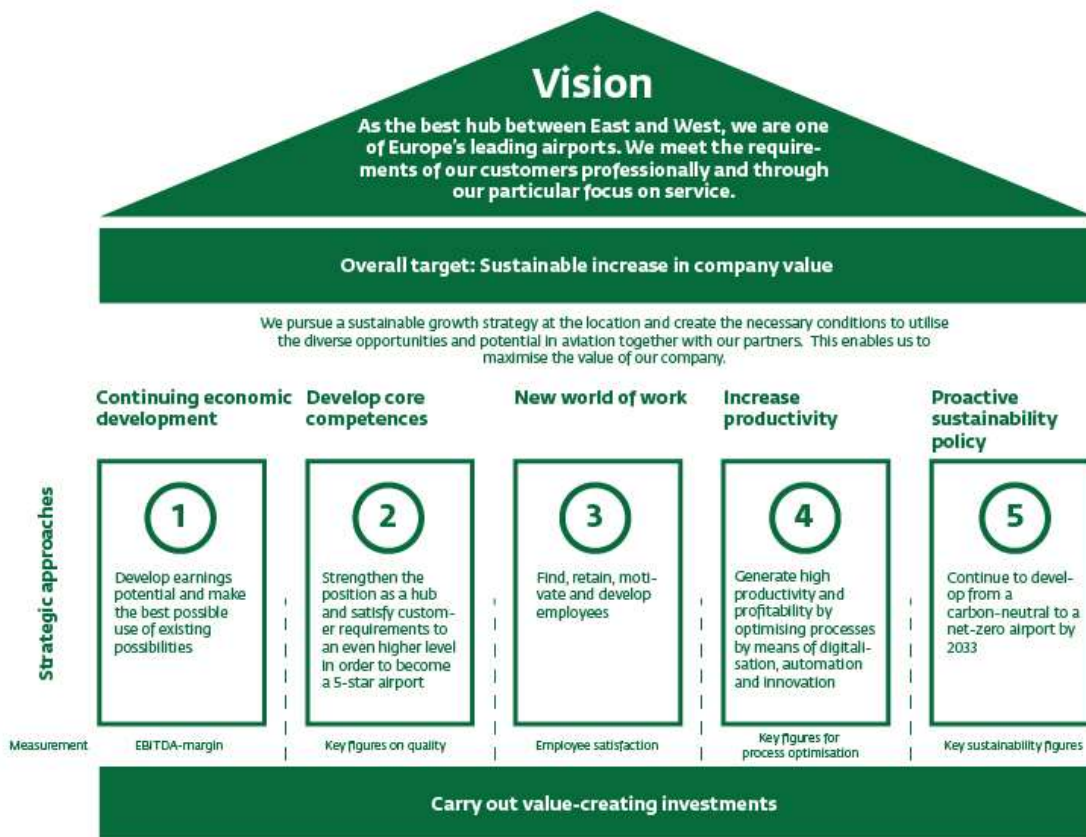 Vision
As the best hub between East and West, we are one
of Europe's leading airports. We meet the require-
ments of our customers professionally and through
our particular focus on service.
Overall target: Sustainable increase in company value
We pursue a sustainable growth strategy at the location and create the necessary conditions to utilise
the diverse opportunities and potential in aviation together with our partners. This enables us to
maximise the value of our company.
Strategic approaches
Continuing economic
development
1
Develop earnings
potential and make
the best possible
use of existing
possibilities
Develop core
competences
2
Strengthen the
position as a hub
and satisfy custom-
er requirements to
an even higher level
in order to become
a 5-star airport
New world of work
3
Find, retain, moti-
vate and develop
employees
Increase
productivity
4
Generate high
productivity and
profitability by
optimising processes
by means of digitali-
sation, automation
and innovation
Proactive
sustainability
policy
5
Continue to devel-
op from a
carbon-neutral to a
net-zero airport by
2033
Measurement
EBITDA-margin
Key figures on quality
Employee satisfaction
Key figures for
process optimisation
Key sustainability figures
Carry out value-creating investments